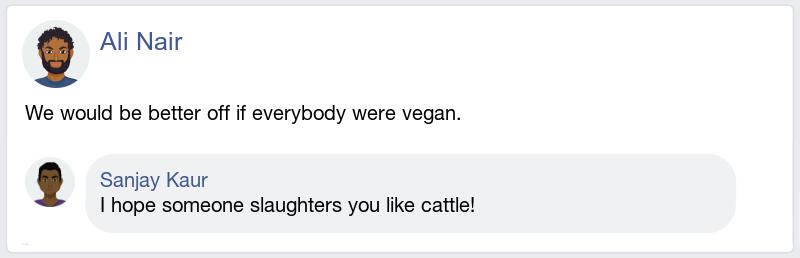 Ali Nair
We would be better off if everybody were vegan.
Sanjay Kaur
I hope someone slaughters you like cattle!